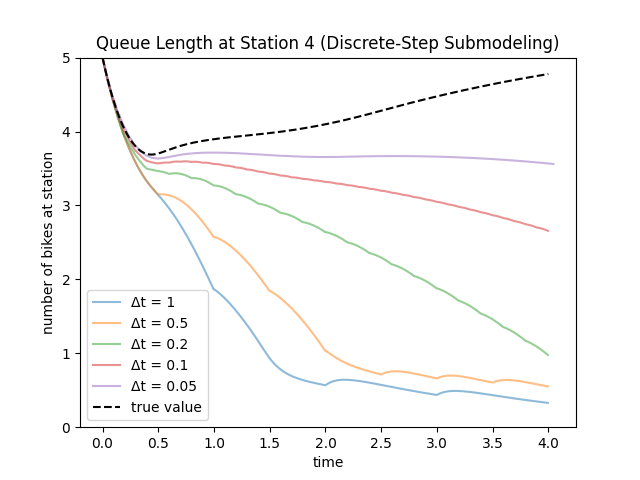 Queue Length at Station 4 (Discrete-Step Submodeling)
5
4
3
2
1
0
number of bikes at station
Δt = 1
Δt = 0.5
Δt = 0.2
Δt = 0.1
Δt = 0.05
true value
0.0 0.5 1.0 1.5 2.0 2.5 3.0 3.5 4.0
time